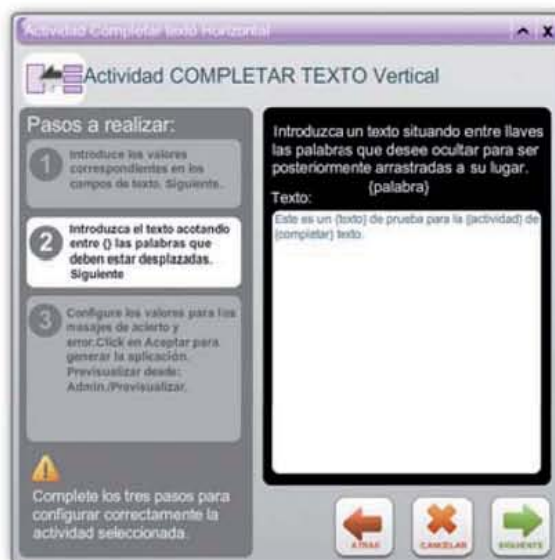 Actividad Completar texto Horizontal
Actividad COMPLETAR TEXTO Vertical
Pasos a realizar:
1
Introduce los valores
correspondientes en los
campos de texto. Siguiente.
2
Introduzca el texto acotando
entre {} las palabras que
deben estar desplazadas.
Siguiente
3
Configure los valores para los
masajes de acierto y
error.Click en Aceptar para
generar la aplicación.
Previsualizar desde:
Admin./Previsualizar.
Complete los tres pasos para
configurar correctamente la
actividad seleccionada.
Introduzca un texto situando entre llaves
las palabras que desee ocultar para ser
posteriormente arrastradas a su lugar.
{palabra}
Texto:
Este es un {texto} de prueba para la {actividad} de
{completar} texto.
ATRAS
CANCELAR
SIGUIENTE